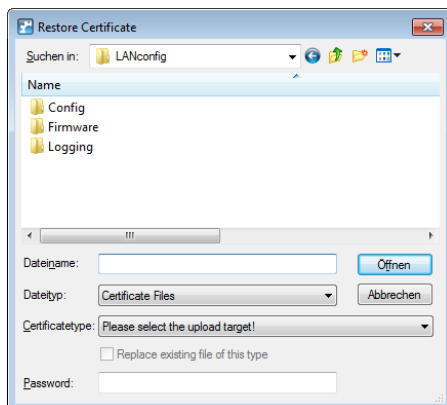 Restore Certificate
Suchen in: LANconfig
Name
Config
Firmware
Logging
Dateiname: Öffnen
Dateityp: Certificate Files Abbrechen
Certificatetype: Please select the upload target!
Replace existing file of this type
Password: